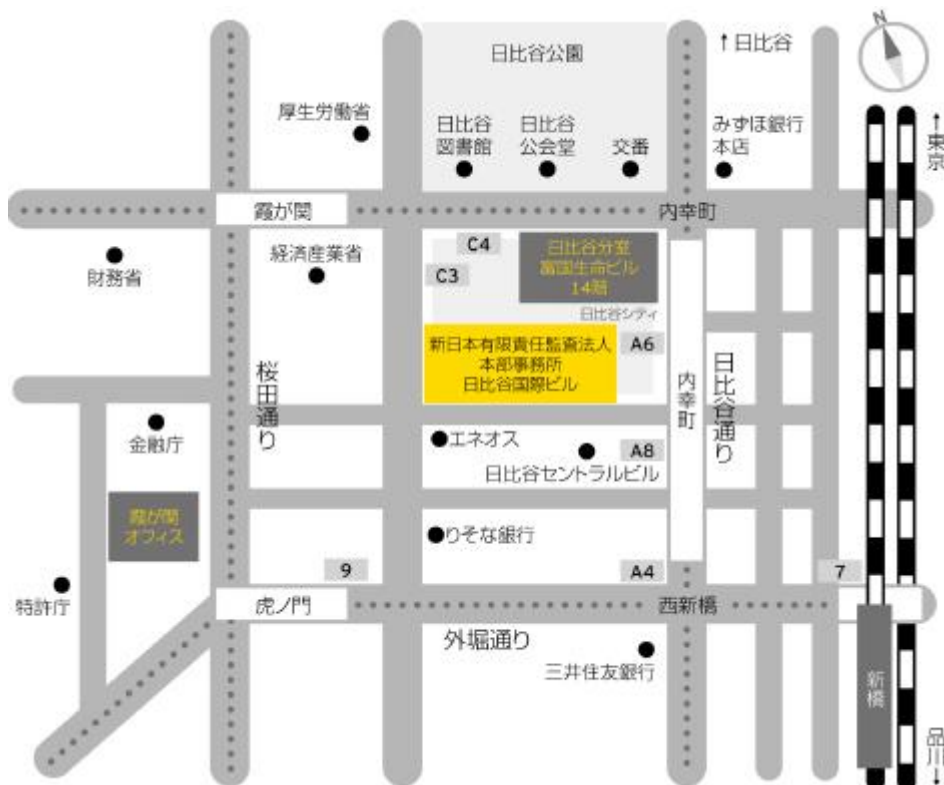 N
日比谷公園
↑日比谷
厚生労働省
日比谷
図書館
日比谷
公会堂
交番
みずほ銀行
本店
↑東京
霞が関
内幸町
財務省
経済産業省
C4
C3
日比谷分室
富国生命ビル
14階
日比谷シティ
新日本有限責任監査法人
本部事務所
日比谷国際ビル
A6
桜田通り
内幸町
日比谷通り
金融庁
エネオス
A8
日比谷セントラルビル
霞が関
オフィス
りそな銀行
9
A4
7
特許庁
虎ノ門
西新橋
外堀通り
三井住友銀行
新橋
品川↓